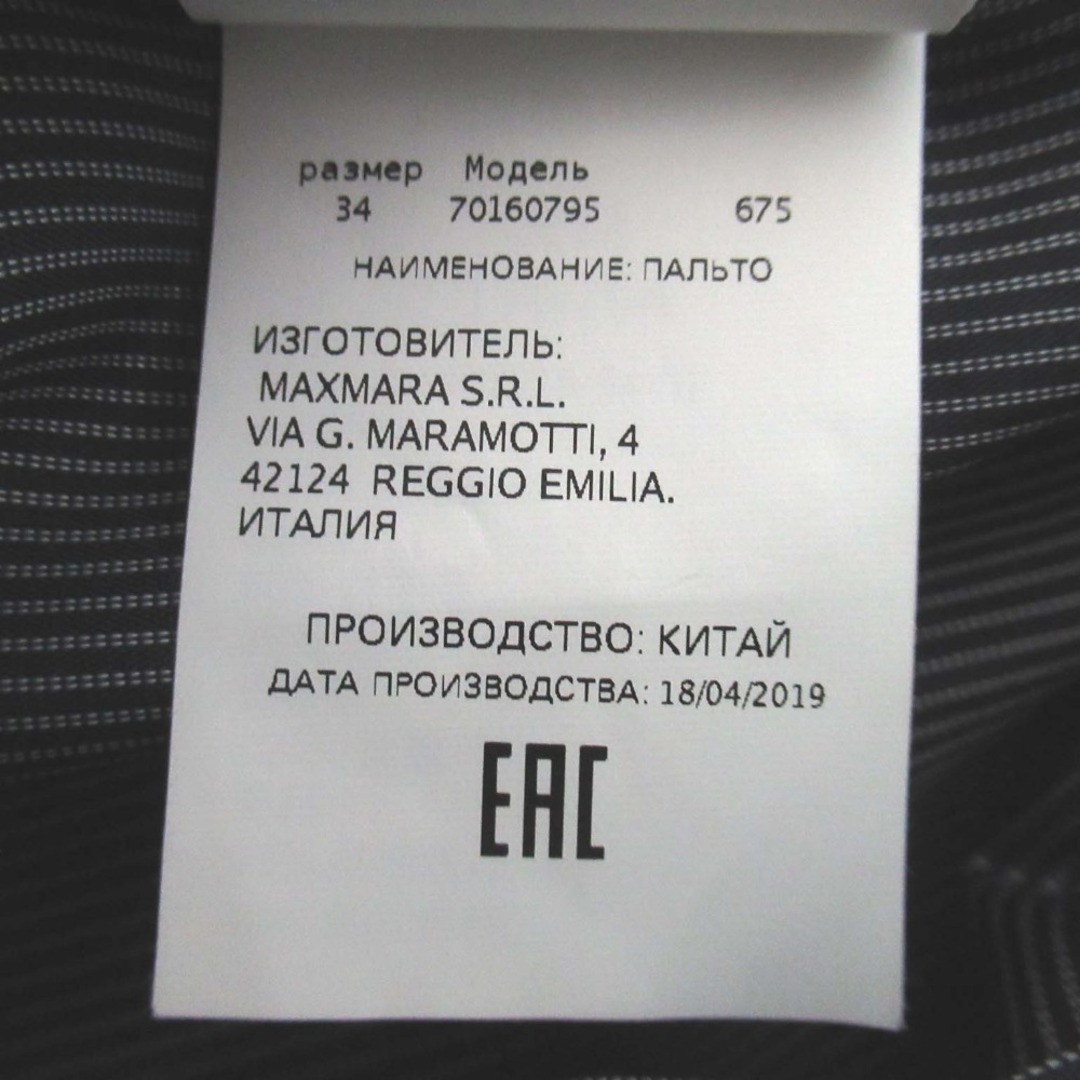 размер Модель
34 70160795 675
НАИМЕНОВАНИЕ: ПАЛЬТО
ИЗГОТОВИТЕЛЬ:
MAXMARA S.R.L.
VIA G. MARAMOTTI, 4
42124 REGGIO EMILIA.
ИТАЛИЯ
ПРОИЗВОДСТВО: КИТАЙ
ДАТА ПРОИЗВОДСТВА: 18/04/2019
EAC